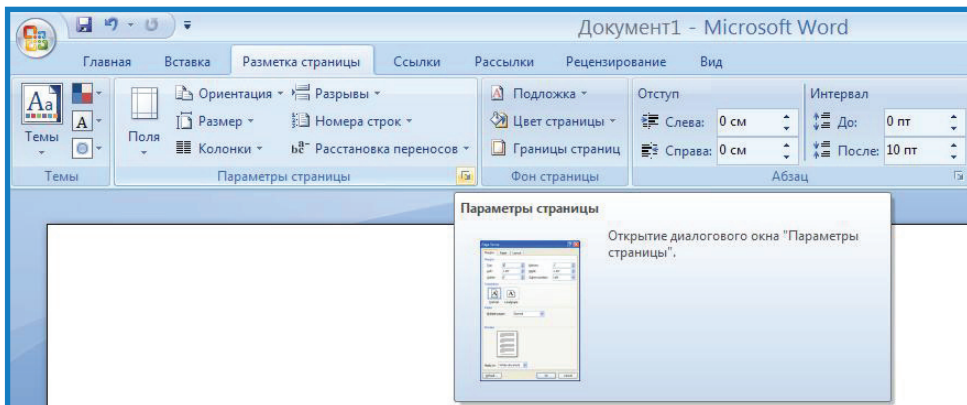 Документ1 - Microsoft Word
Главная Вставка Разметка страницы Ссылки Рассылки Рецензирование Вид
Aa Ориентация Разрывы Подложка Отступ Интервал
A Размер Номера строк Цвет страницы Слева: 0 см До: 0 пт
Темы Поля Колонки bc Расстановка переносов Границы страниц Справа: 0 см После: 10 пт
Темы Параметры страницы Фон страницы Абзац
Параметры страницы
Открытие диалогового окна "Параметры
страницы".